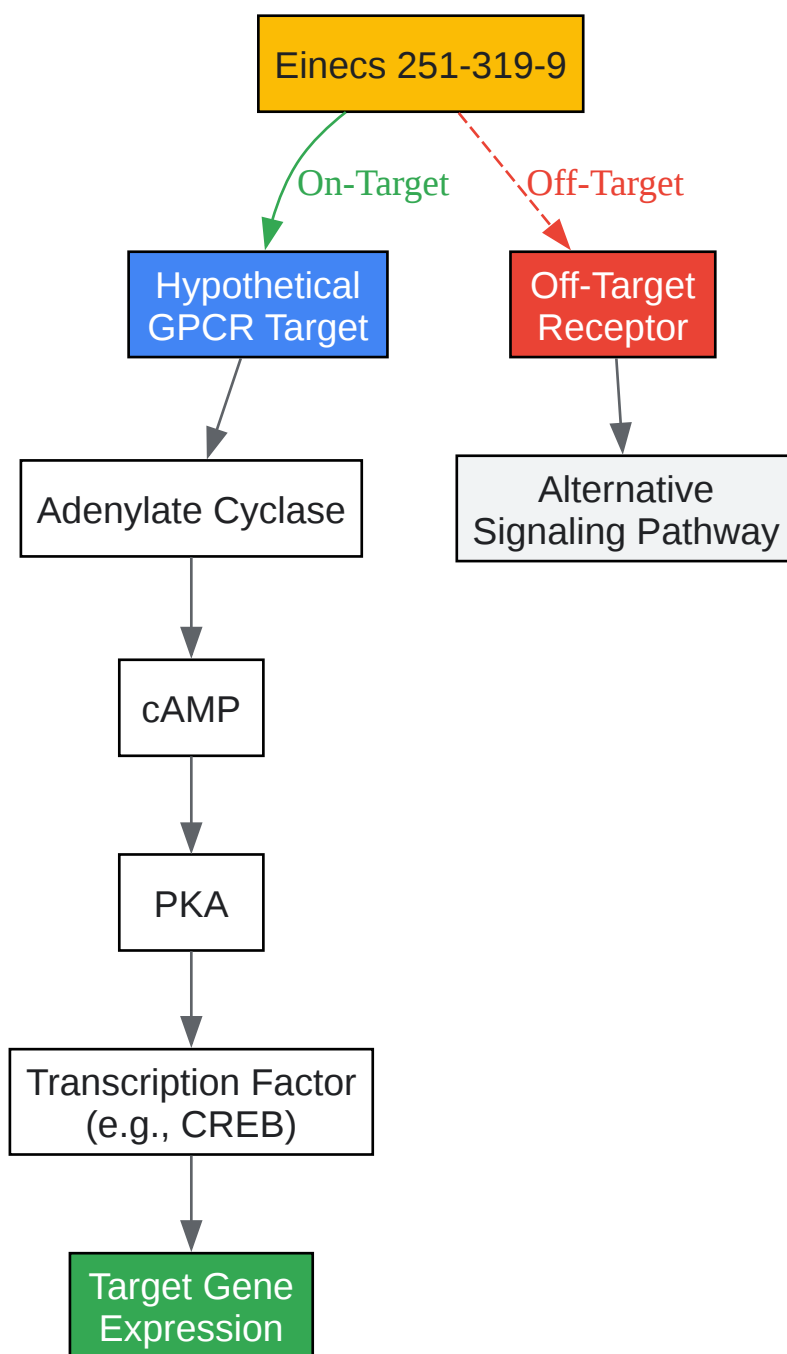 Einecs 251-319-9
On-Target
Off-Target
Hypothetical
GPCR Target
Off-Target
Receptor
Adenylate Cyclase
Alternative
Signaling Pathway
cAMP
PKA
Transcription Factor
(e.g., CREB)
Target Gene
Expression